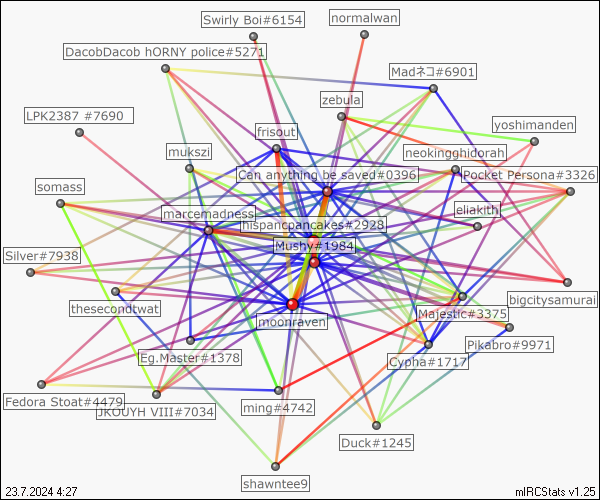 Swirly Boi#6154
normalwan
DacobDacob hORNY police#5271
Madネコ#6901
zebula
LPK2387 #7690
yoshimanden
frisout
mukszi
neokingghidorah
Can anything be saved#0396
Pocket Persona#3326
somass
marcemadness
eliakith
hispancpancakes#2928
Mushy#1984
Silver#7938
bigcitysamurai
thesecondtwat
moonraven
Majestic#3375
Pikabro#9971
Eg.Master#1378
Cypha#1717
Fedora Stoat#4479
JKOUYH VIII#7034
ming#4742
Duck#1245
shawntee9
23.7.2024 4:27
mIRCStats v1.25